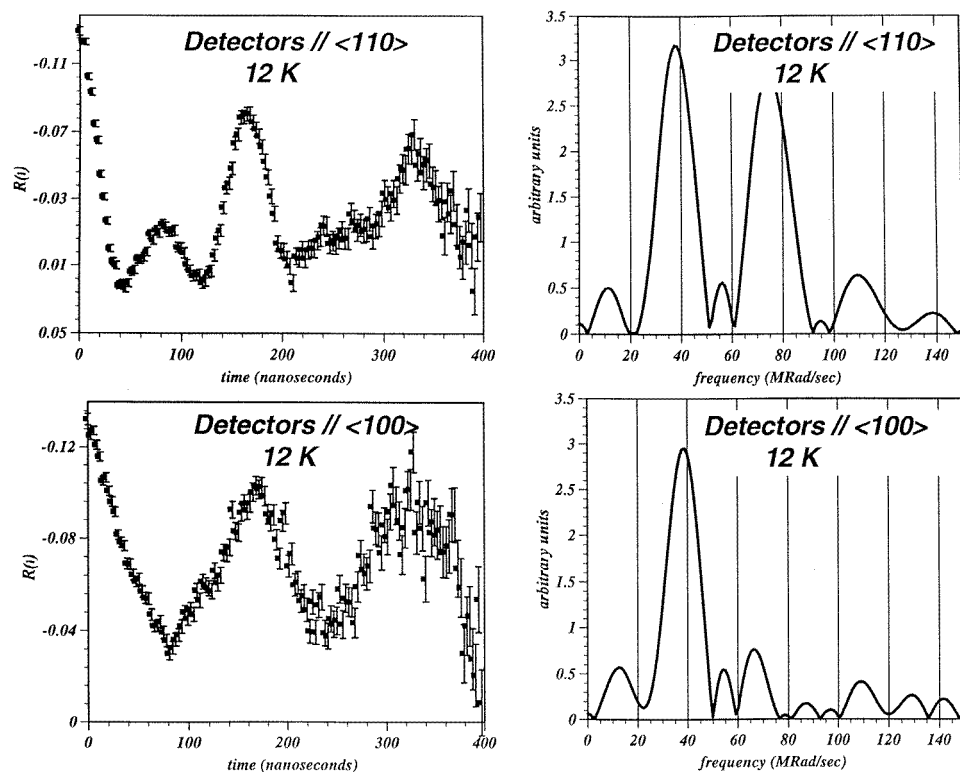 Detectors // <110>
12 K
-0.11
-0.07
-0.03
0.01
0.05
R(t)
0 100 200 300 400
time (nanoseconds)
Detectors // <110>
12 K
3.5
3
2.5
2
1.5
1
0.5
0
arbitrary units
0 20 40 60 80 100 120 140
frequency (MRad/sec)
Detectors // <100>
12 K
-0.12
-0.08
-0.04
0
R(t)
0 100 200 300 400
time (nanoseconds)
Detectors // <100>
12 K
3.5
3
2.5
2
1.5
1
0.5
0
arbitrary units
0 20 40 60 80 100 120 140
frequency (MRad/sec)